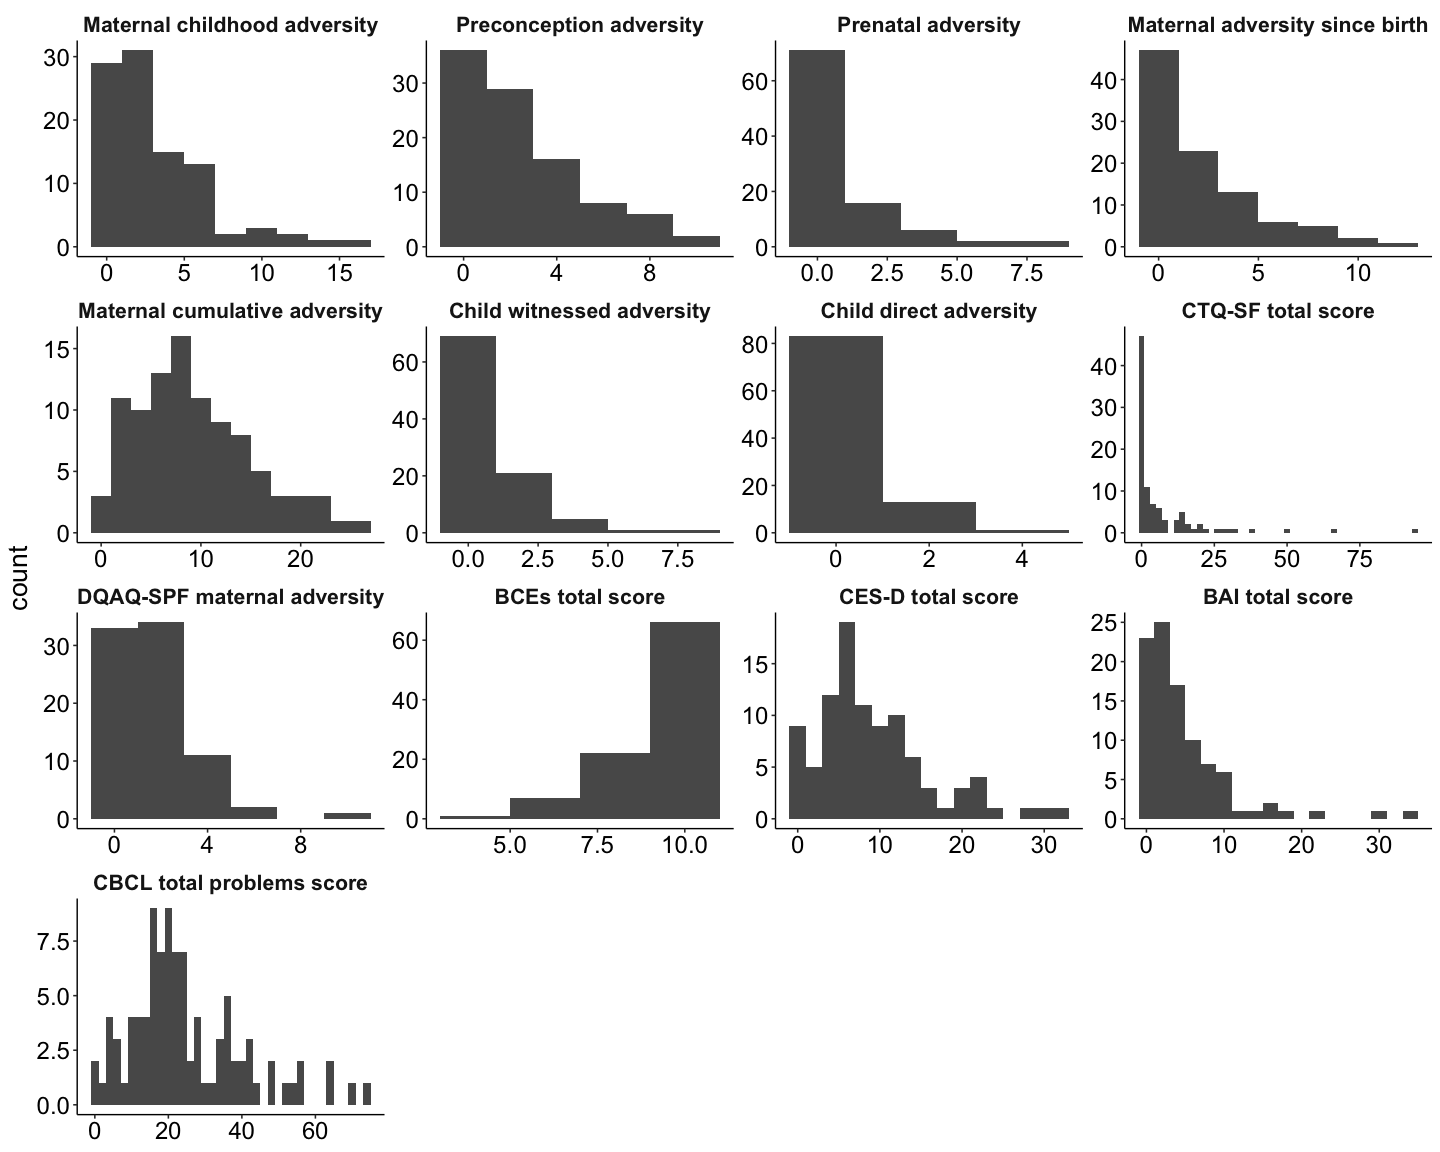 Maternal childhood adversity
Preconception adversity
Prenatal adversity
Maternal adversity since birth
30
20
10
0
0 5 10 15
30
20
10
0
0 4 8
60
40
20
0
0.0 2.5 5.0 7.5
40
30
20
10
0
0 5 10
Maternal cumulative adversity
Child witnessed adversity
Child direct adversity
CTQ-SF total score
15
10
5
0
0 10 20
60
40
20
0
0.0 2.5 5.0 7.5
80
60
40
20
0
0 2 4
40
30
20
10
0
0 25 50 75
count
DQAQ-SPF maternal adversity
BCEs total score
CES-D total score
BAI total score
30
20
10
0
0 4 8
60
40
20
0
5.0 7.5 10.0
15
10
5
0
0 10 20 30
25
20
15
10
5
0
0 10 20 30
CBCL total problems score
7.5
5.0
2.5
0.0
0 20 40 60